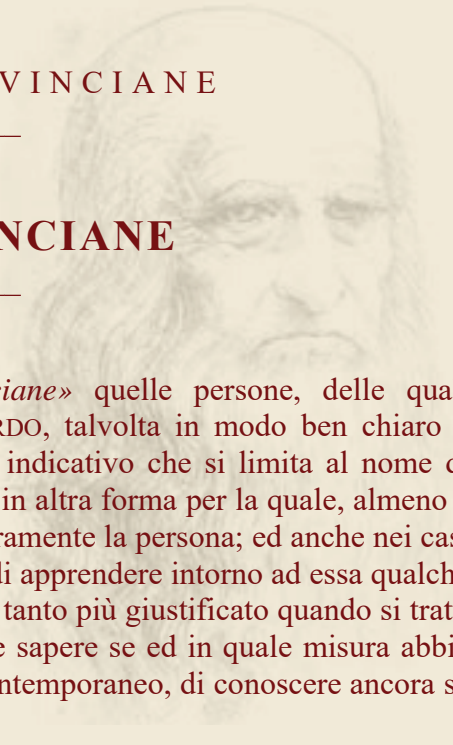 VINCIANE
NCIANE
ciane» quelle persone, delle qua
RDO, talvolta in modo ben chiaro
indicativo che si limita al nome d
in altra forma per la quale, almeno
ramente la persona; ed anche nei cas
di apprendere intorno ad essa qualch
tanto più giustificato quando si trat
e sapere se ed in quale misura abbi
ntemporaneo, di conoscere ancora s